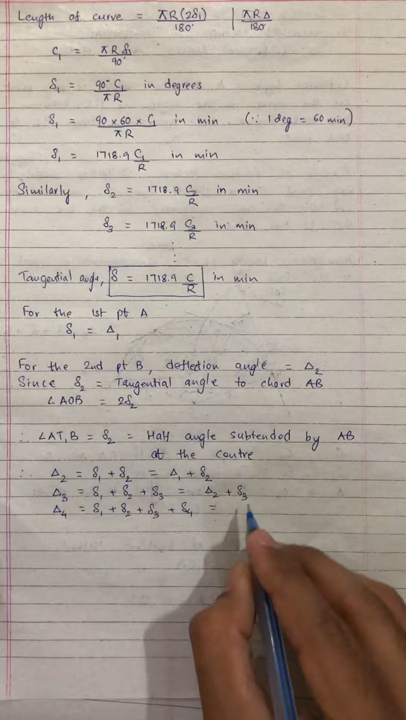 Length of curve = πR(2δ₁)/180° | πRΔ/180
C₁ = πRδ₁/90°
δ₁ = 90° C₁/πR in degrees
δ₁ = 90 × 60 × C₁/πR in min (∵ 1 deg = 60 min)
δ₁ = 1718.9 C₁/R in min
Similarly, δ₂ = 1718.9 C₂/R in min
δ₃ = 1718.9 C₃/R in min
⋮
Tangential angle, δ = 1718.9 C/R in min
For the 1st pt A
δ₁ = Δ₁
For the 2nd pt B, deflection angle = Δ₂
Since δ₂ = Tangential angle to chord AB
∠AOB = 2δ₂
∴ ∠AT₁B = δ₂ = Half angle subtended by AB
at the centre
∴ Δ₂ = δ₁ + δ₂ = Δ₁ + δ₂
Δ₃ = δ₁ + δ₂ + δ₃ = Δ₂ + δ₃
Δ₄ = δ₁ + δ₂ + δ₃ + δ₄ =